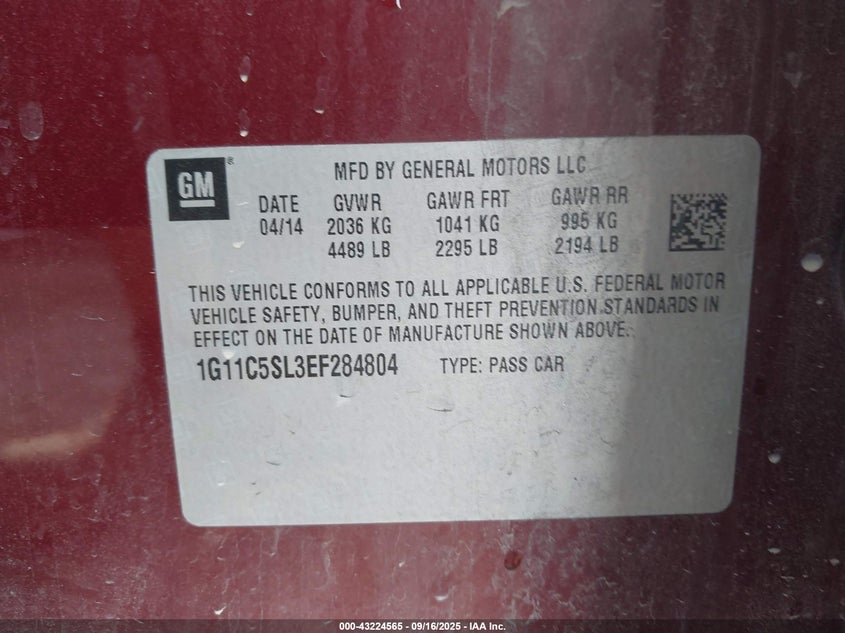 GM ®
MFD BY GENERAL MOTORS LLC
DATE GVWR GAWR FRT GAWR RR
04/14 2036 KG 1041 KG 995 KG
4489 LB 2295 LB 2194 LB
THIS VEHICLE CONFORMS TO ALL APPLICABLE U.S. FEDERAL MOTOR
VEHICLE SAFETY, BUMPER, AND THEFT PREVENTION STANDARDS IN
EFFECT ON THE DATE OF MANUFACTURE SHOWN ABOVE.
1G11C5SL3EF284804 TYPE: PASS CAR
000-43224565 - 09/16/2025 - IAA Inc.